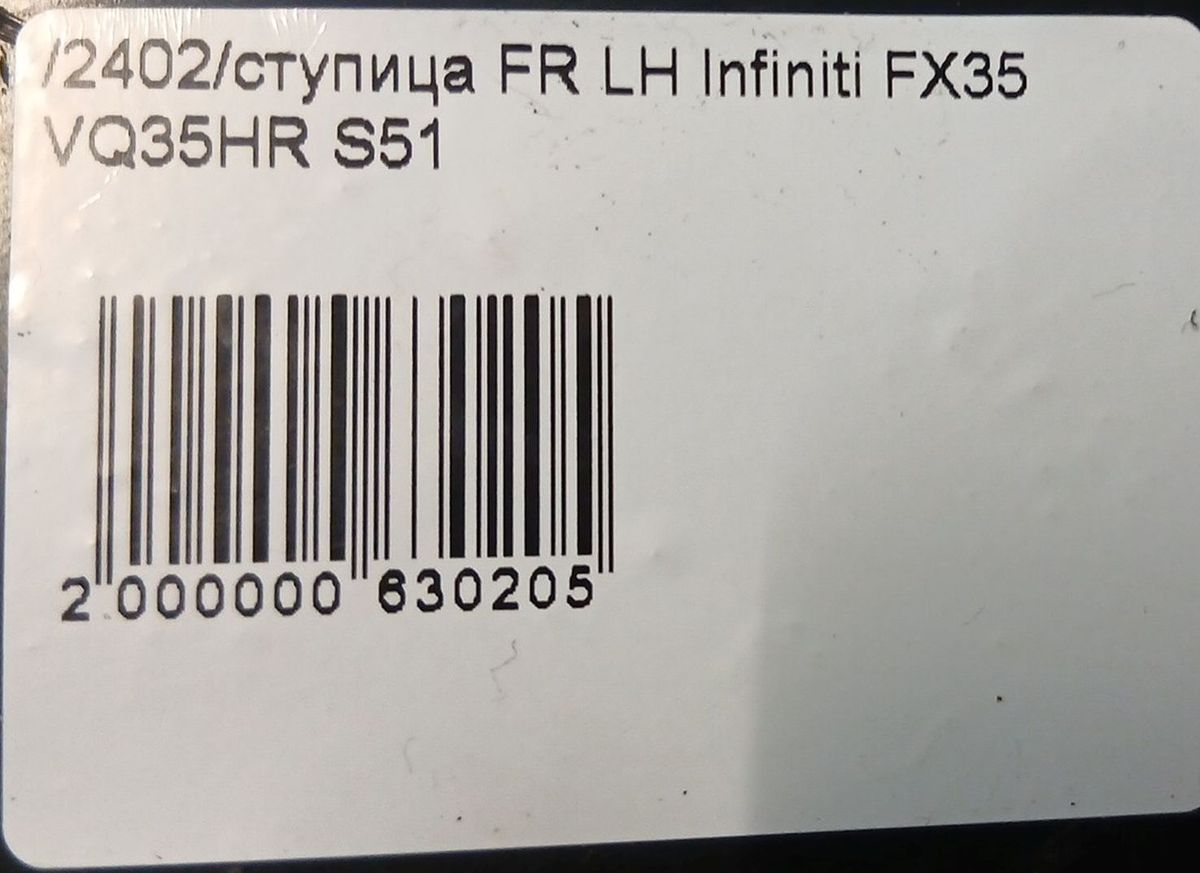 /2402/ступица FR LH Infiniti FX35
VQ35HR S51
2 000000 630205